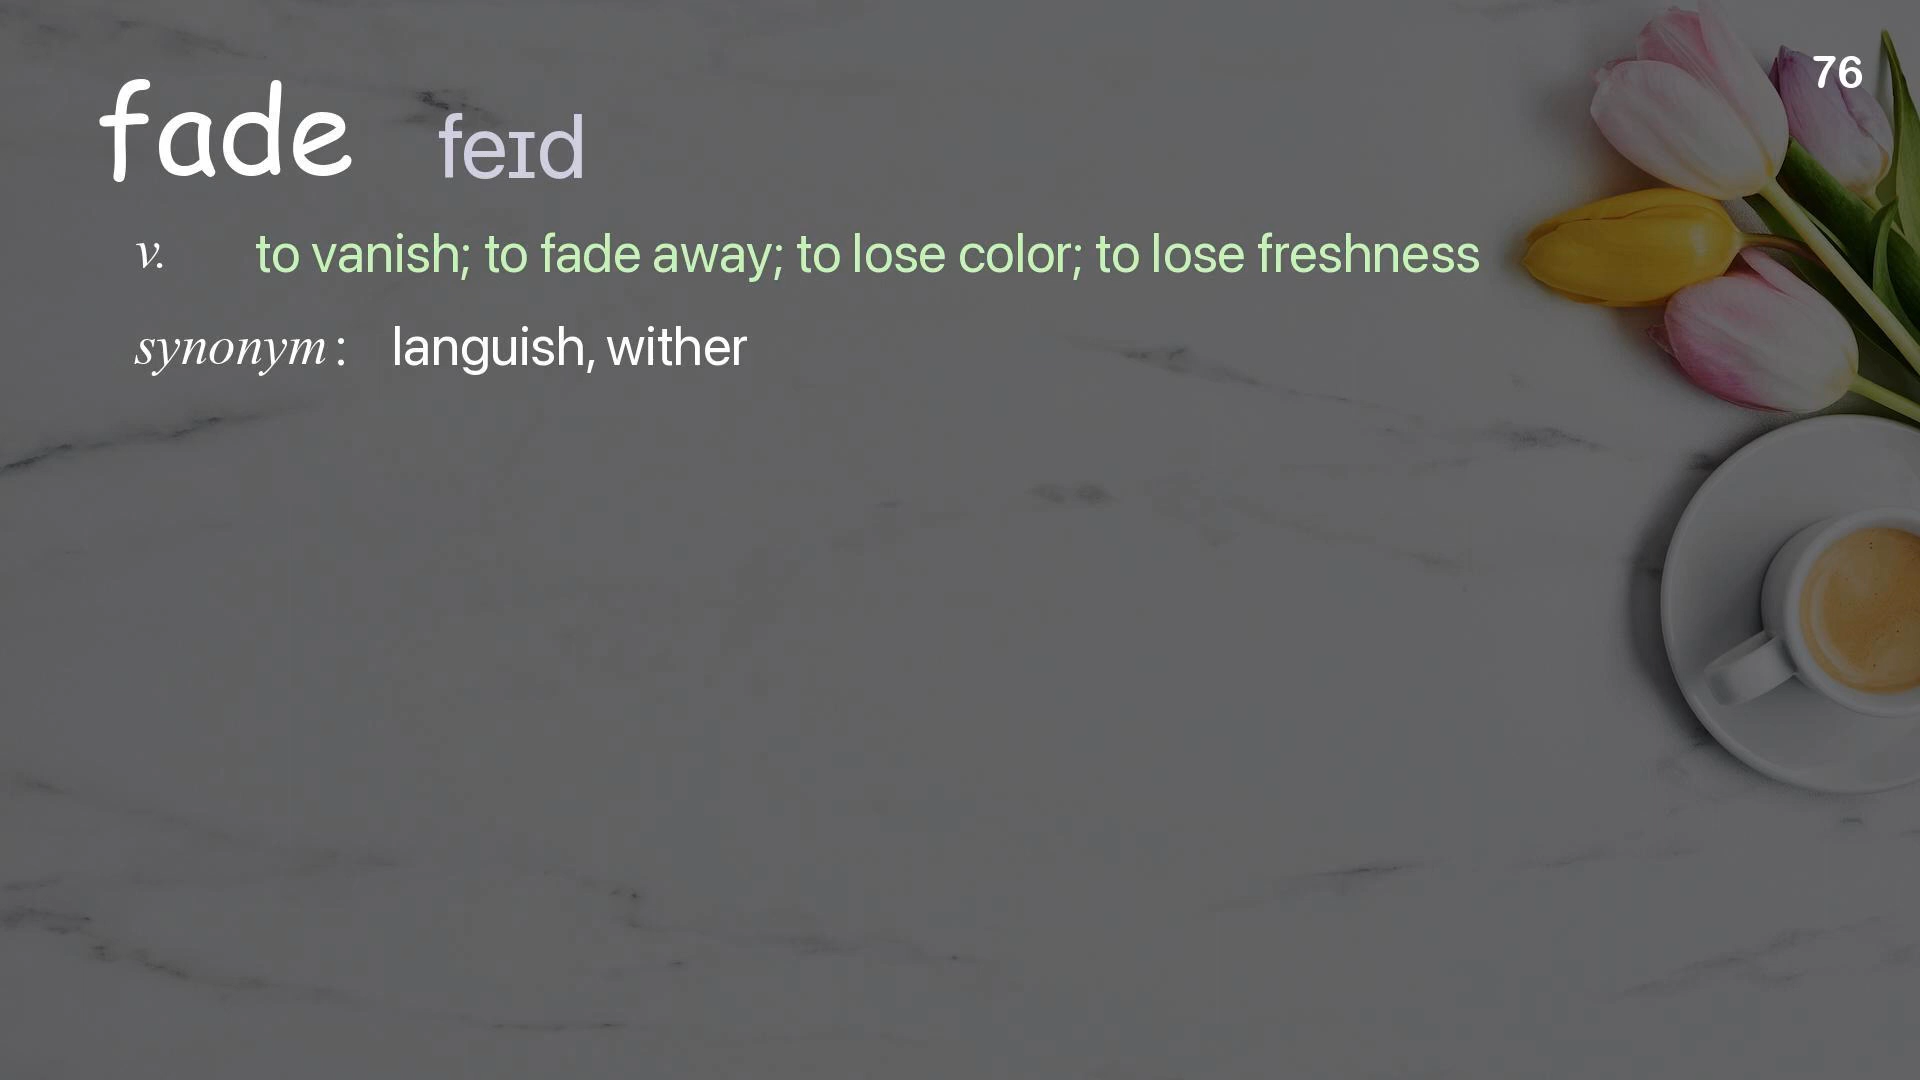 76
fade feɪd
v. to vanish; to fade away; to lose color; to lose freshness
synonym: languish, wither